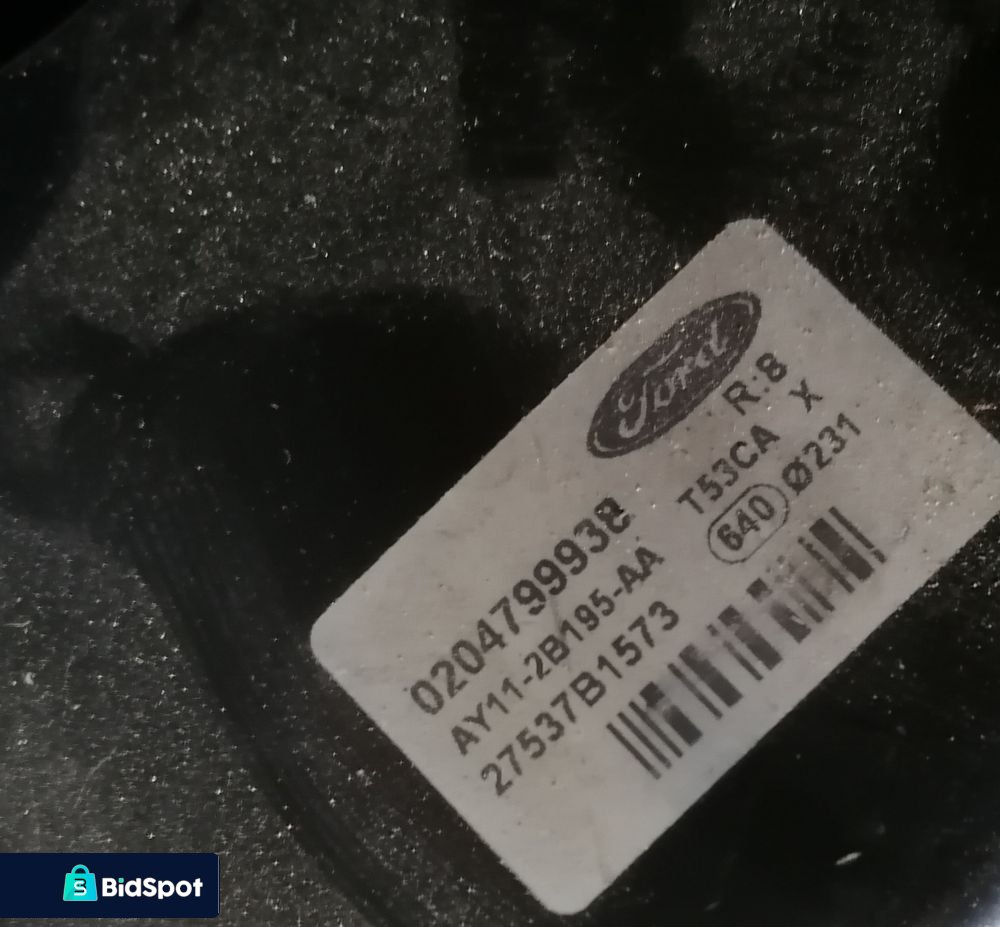 Ford
R:8
0204799938
T53CA X
AY11-2B195-AA
640 Ø231
27537B1573
BidSpot